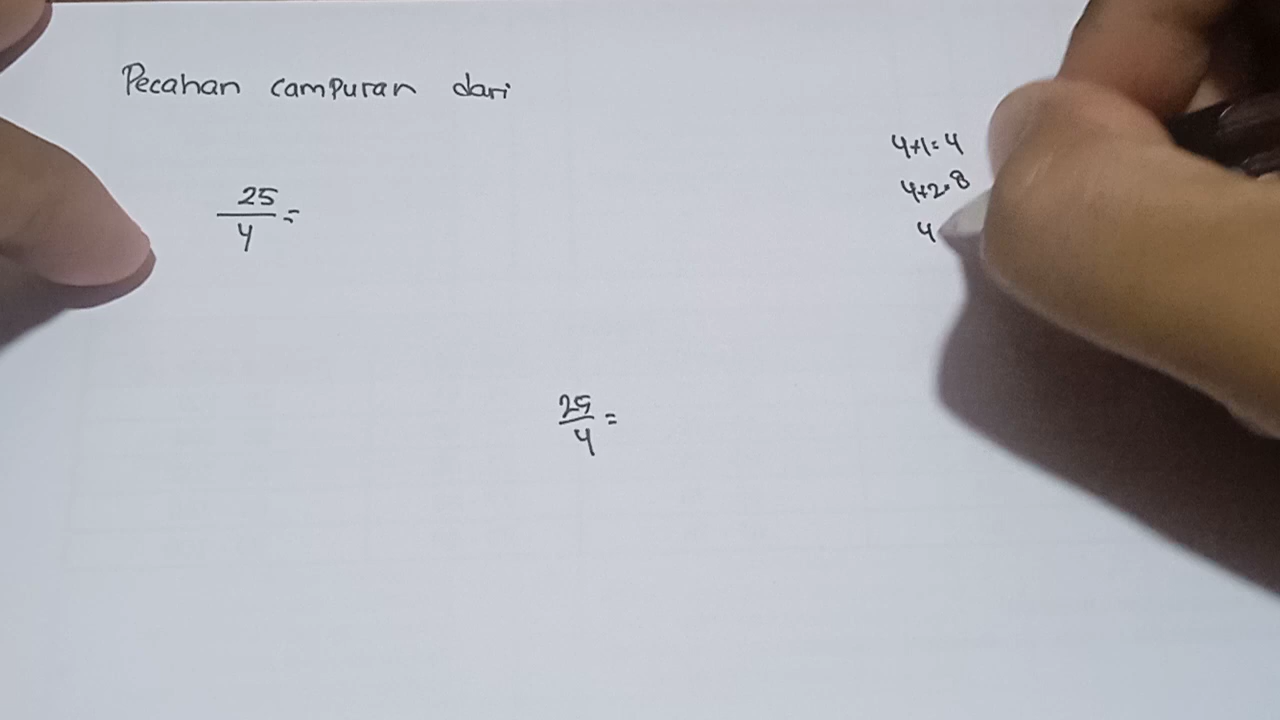 Pecahan campuran dari
25/4 =
4x1=4
4x2=8
4
25/4 =